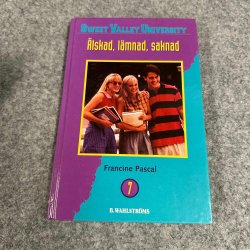 SWEET VALLEY UNIVERSITY
Älskad, lämnad, saknad
Francine Pascal
7
B. WAHLSTRÖMS